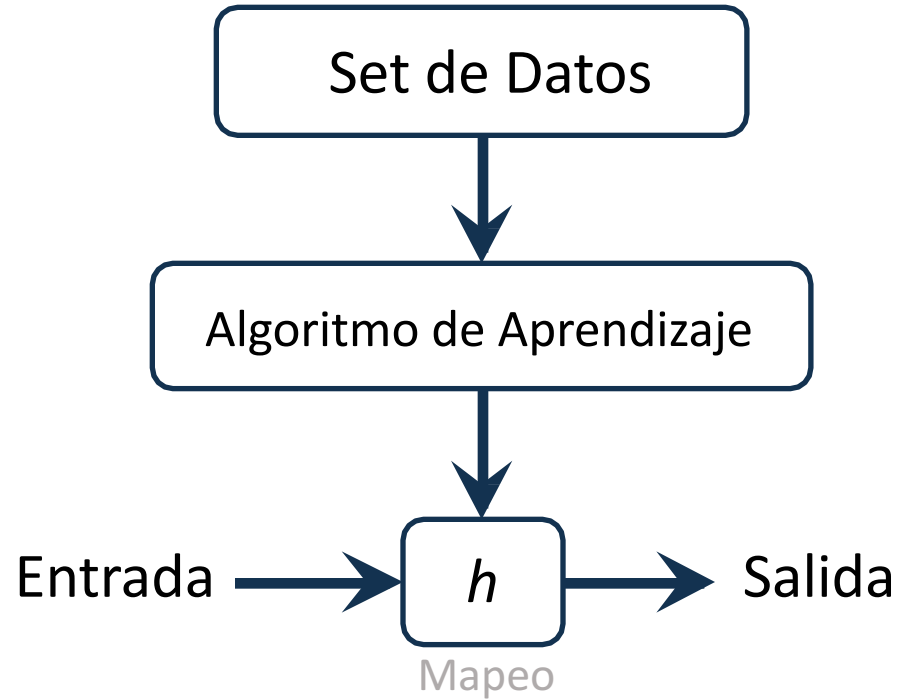 Set de Datos
Algoritmo de Aprendizaje
Entrada
h
Salida
Mapeo